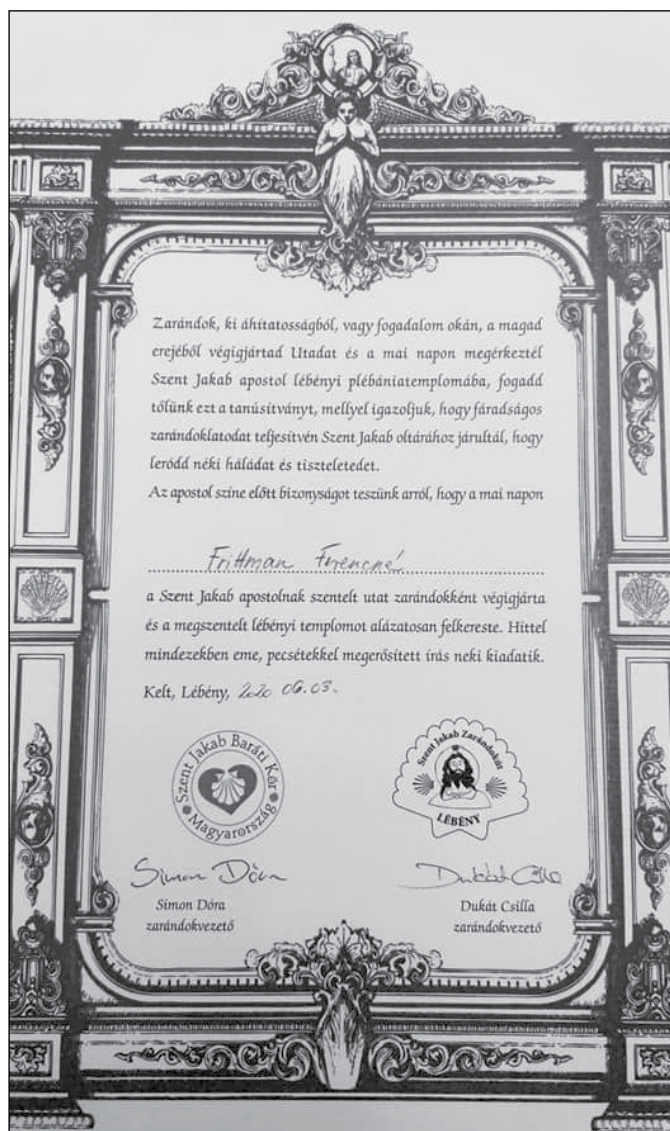 Zarándok, ki áhítatosságból, vagy fogadalom okán, a magad
erejéből végigjártad Utadat és a mai napon megérkeztél
Szent Jakab apostol lébényi plébániatemplomába, fogadd
tőlünk ezt a tanúsítványt, mellyel igazoljuk, hogy fáradságos
zarándoklatodat teljesítvén Szent Jakab oltárához járultál, hogy
leródd néki háládat és tiszteletedet.
Az apostol színe előtt bizonyságot teszünk arról, hogy a mai napon
Frittman Ferencné
a Szent Jakab apostolnak szentelt utat zarándokként végigjárta
és a megszentelt lébényi templomot alázatosan felkereste. Hittel
mindezekben eme, pecsétekkel megerősített írás neki kiadatik.
Kelt, Lébény, 2020 06.03.
Szent Jakab Baráti Kör
Magyarország
Szent Jakab Zarándokút
LÉBÉNY
Simon Dóra
Dukát Csilla
Simon Dóra
zarándokvezető
Dukát Csilla
zarándokvezető